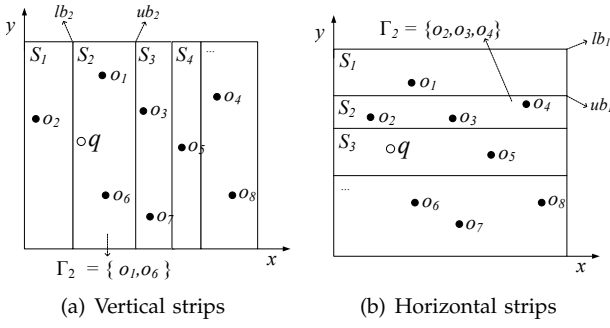 lb₂ ub₂
y
S₁ S₂ S₃ S₄ ...
o₁
o₂ o₃ o₄
q o₅
o₆ o₇ o₈
x
Γ₂ = { o₁,o₆ }
(a) Vertical strips
y
Γ₂ = {o₂,o₃,o₄} lb₁
S₁
o₁
S₂ o₂ o₃ o₄ ub₁
S₃ q o₅
...
o₆ o₇ o₈
x
(b) Horizontal strips